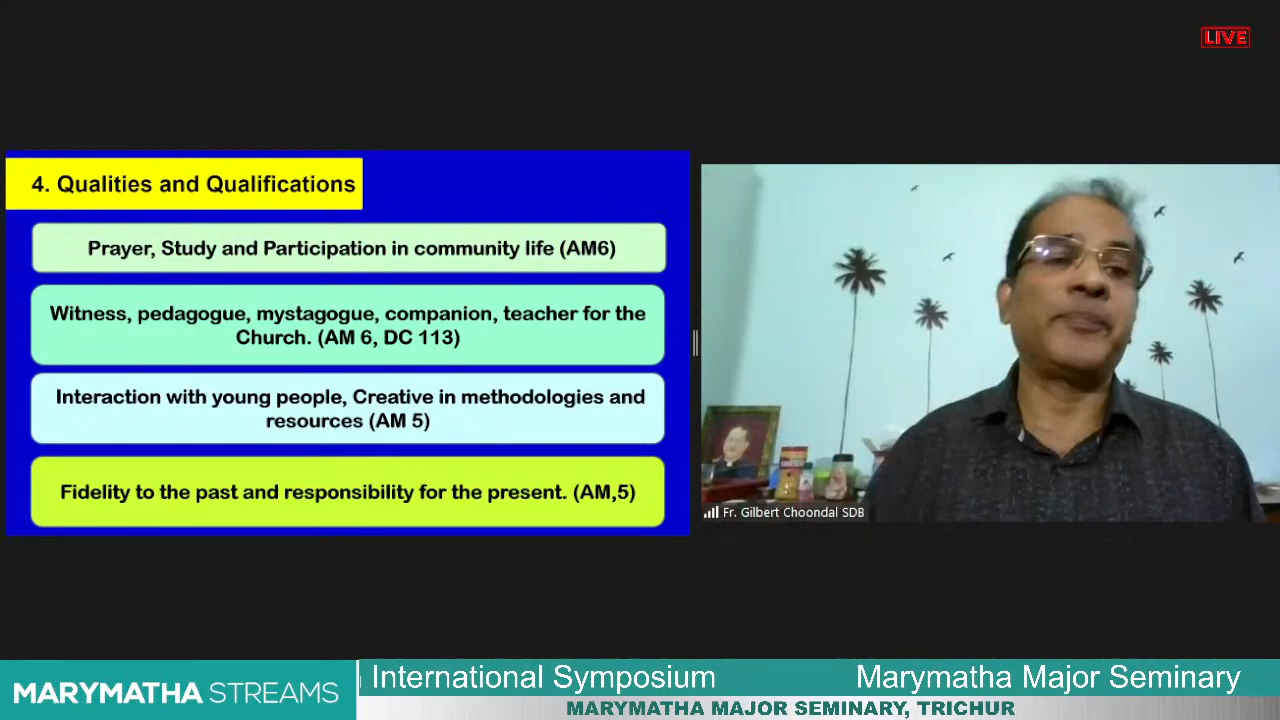 LIVE
4. Qualities and Qualifications
Prayer, Study and Participation in community life (AM6)
Witness, pedagogue, mystagogue, companion, teacher for the
Church. (AM 6, DC 113)
Interaction with young people, Creative in methodologies and
resources (AM 5)
Fidelity to the past and responsibility for the present. (AM,5)
Fr. Gilbert Choondal SDB
MARYMATHA STREAMS
International Symposium Marymatha Major Seminary
MARYMATHA MAJOR SEMINARY, TRICHUR